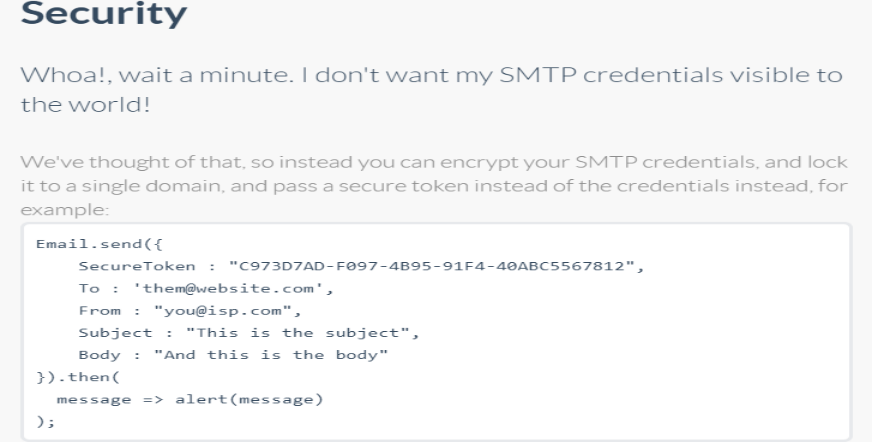 Security
Whoa!, wait a minute. I don't want my SMTP credentials visible to
the world!
We've thought of that, so instead you can encrypt your SMTP credentials, and lock
it to a single domain, and pass a secure token instead of the credentials instead, for
example:
Email.send({
    SecureToken : "C973D7AD-F097-4B95-91F4-40ABC5567812",
    To : 'them@website.com',
    From : "you@isp.com",
    Subject : "This is the subject",
    Body : "And this is the body"
}).then(
  message => alert(message)
);